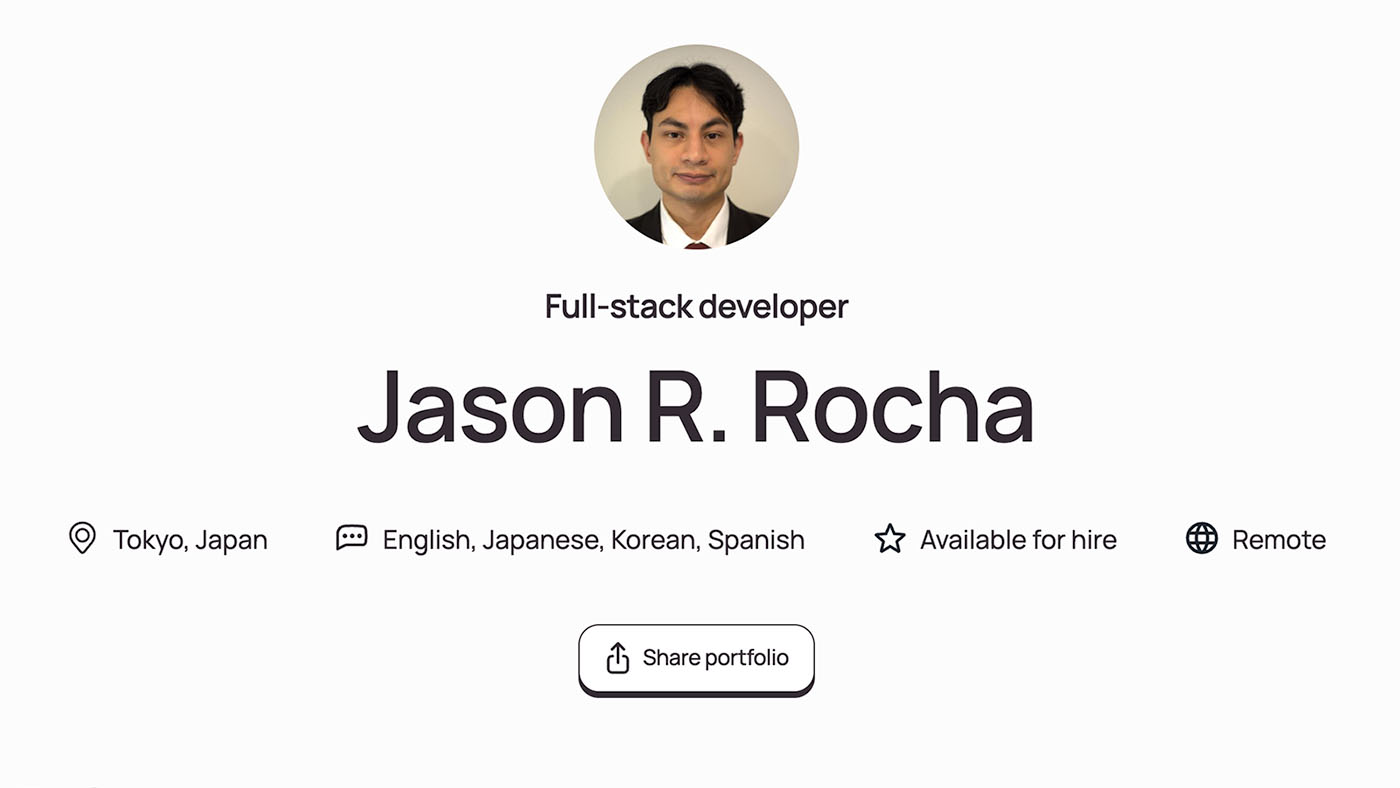 Full-stack developer
Jason R. Rocha
Tokyo, Japan
English, Japanese, Korean, Spanish
Available for hire
Remote
Share portfolio